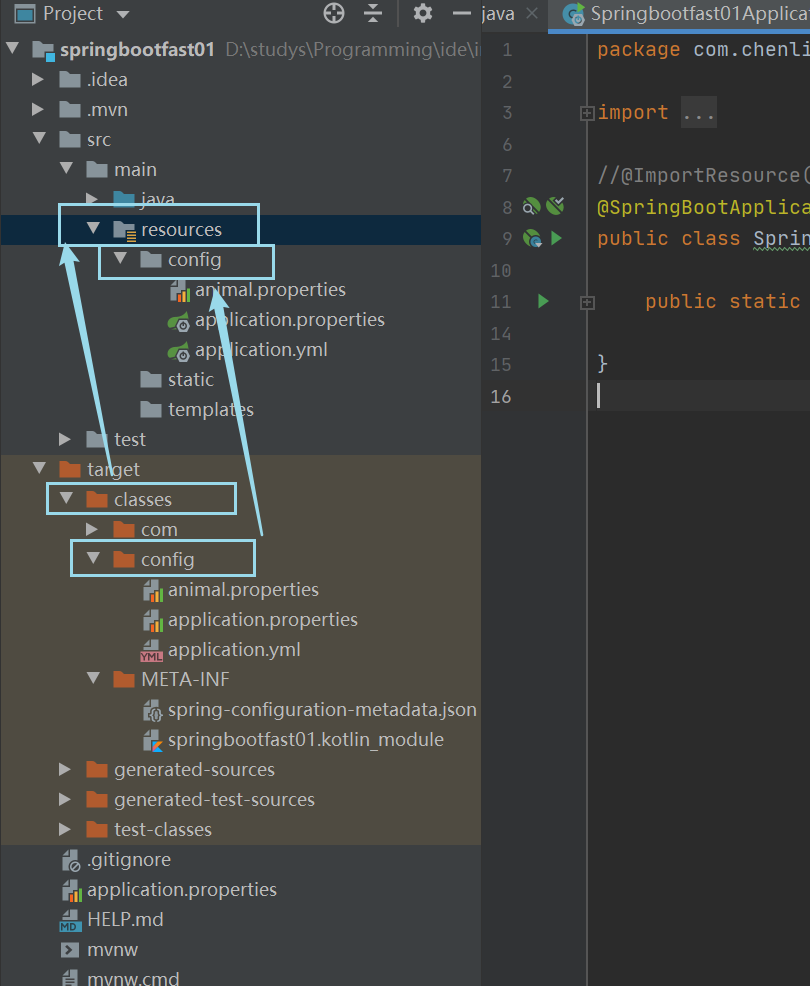 Project
springbootfast01 D:\studys\Programming\ide\i
.idea
.mvn
src
main
java
resources
config
animal.properties
application.properties
application.yml
static
templates
test
target
classes
com
config
animal.properties
application.properties
application.yml
META-INF
spring-configuration-metadata.json
springbootfast01.kotlin_module
generated-sources
generated-test-sources
test-classes
.gitignore
application.properties
HELP.md
mvnw
mvnw.cmd
java Springbootfast01Applica
1 package com.chenli
2
3 import ...
6
7 //@ImportResource(
8 @SpringBootApplica
9 public class Sprin
10
11 public static
14
15 }
16